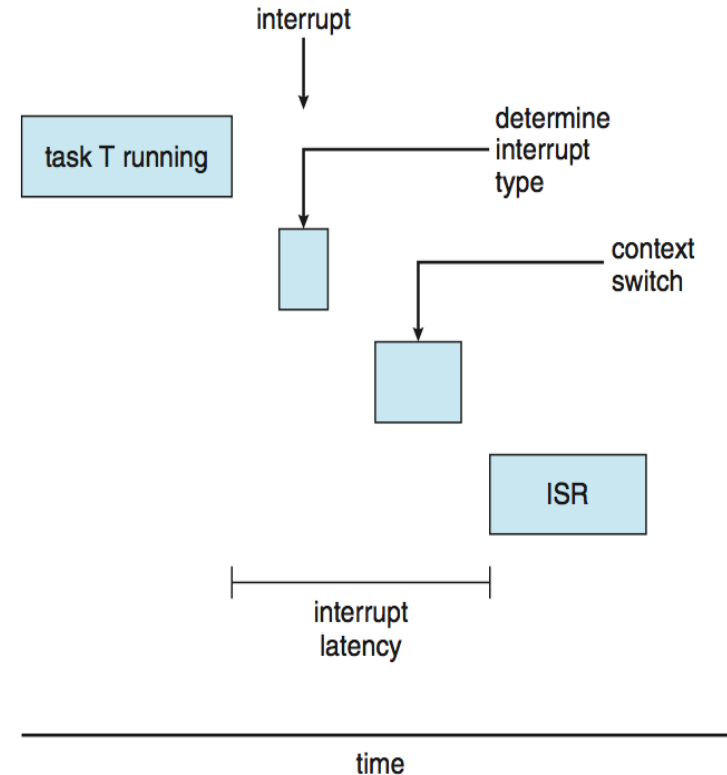 interrupt
task T running
determine
interrupt
type
context
switch
ISR
interrupt
latency
time